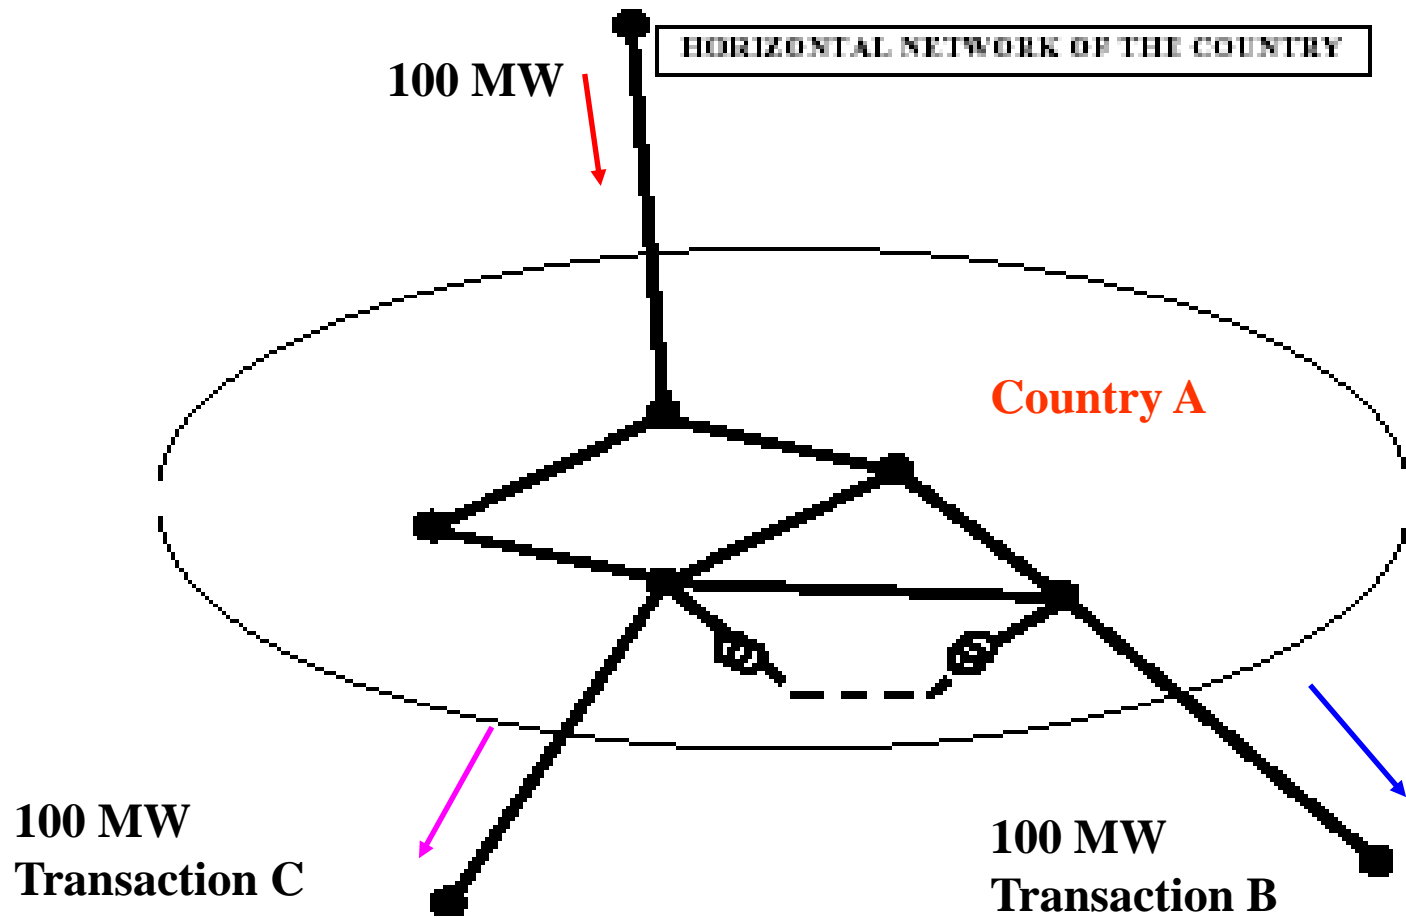 HORIZONTAL NETWORK OF THE COUNTRY
100 MW
Country A
100 MW
Transaction C
100 MW
Transaction B